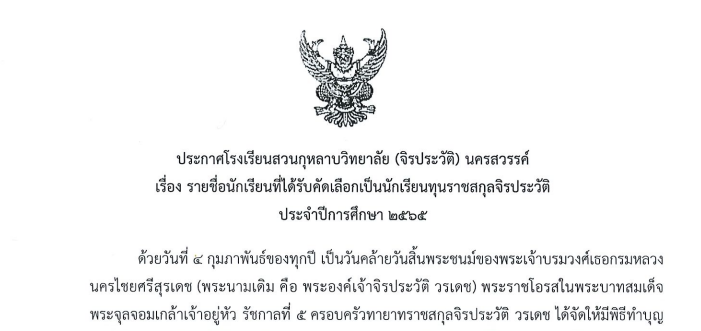 ประกาศโรงเรียนสวนกุหลาบวิทยาลัย (จิรประวัติ) นครสวรรค์
เรื่อง รายชื่อนักเรียนที่ได้รับคัดเลือกเป็นนักเรียนทุนราชสกุลจิรประวัติ
ประจำปีการศึกษา ๒๕๖๕
ด้วยวันที่ ๔ กุมภาพันธ์ของทุกปี เป็นวันคล้ายวันสิ้นพระชนม์ของพระเจ้าบรมวงศ์เธอกรมหลวง
นครไชยศรีสุรเดช (พระนามเดิม คือ พระองค์เจ้าจิรประวัติ วรเดช) พระราชโอรสในพระบาทสมเด็จ
พระจุลจอมเกล้าเจ้าอยู่หัว รัชกาลที่ ๕ ครอบครัวทายาทราชสกุลจิรประวัติ วรเดช ได้จัดให้มีพิธีทำบุญ